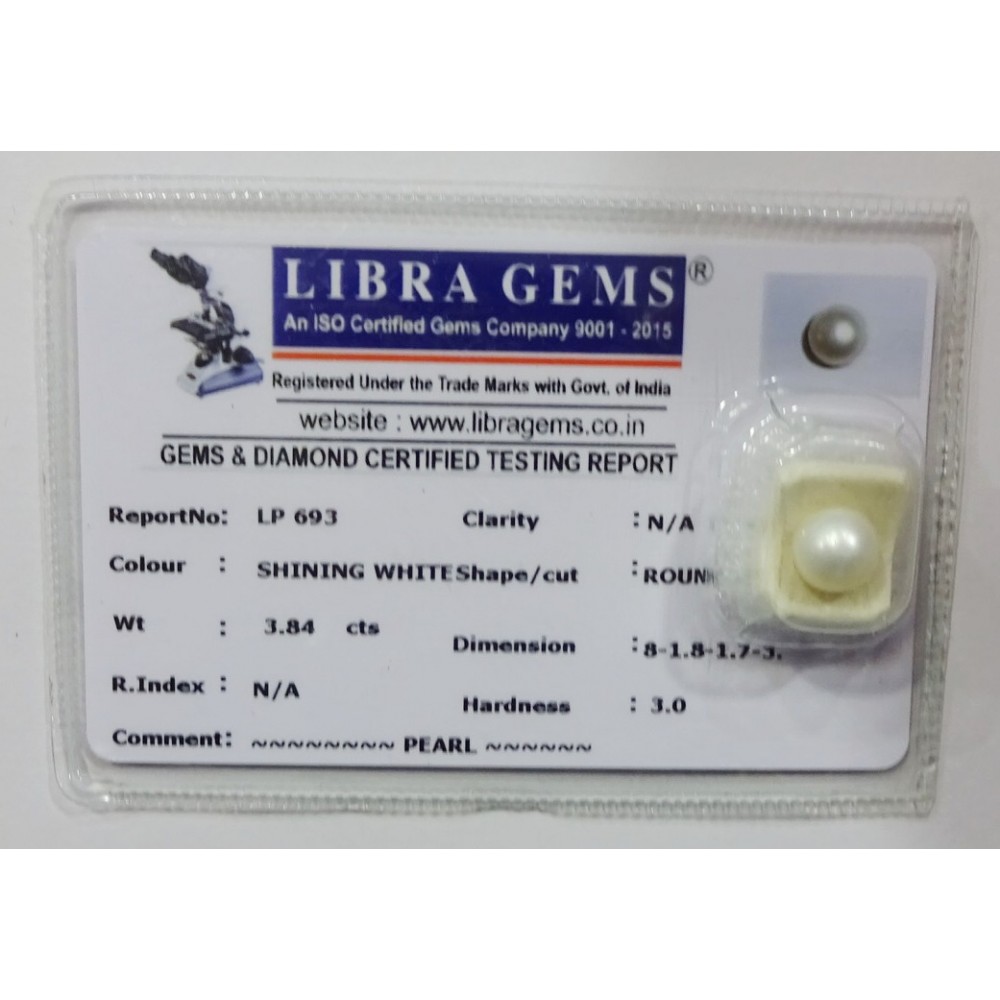 LIBRA GEMS ®
An ISO Certified Gems Company 9001 - 2015
Registered Under the Trade Marks with Govt. of India
website : www.libragems.co.in
GEMS & DIAMOND CERTIFIED TESTING REPORT
ReportNo: LP 693 Clarity : N/A
Colour : SHINING WHITE Shape/cut : ROUN
Wt : 3.84 cts Dimension : 8-1.8-1.7-3.
R.Index : N/A Hardness : 3.0
Comment: ~~~~~~~~ PEARL ~~~~~~